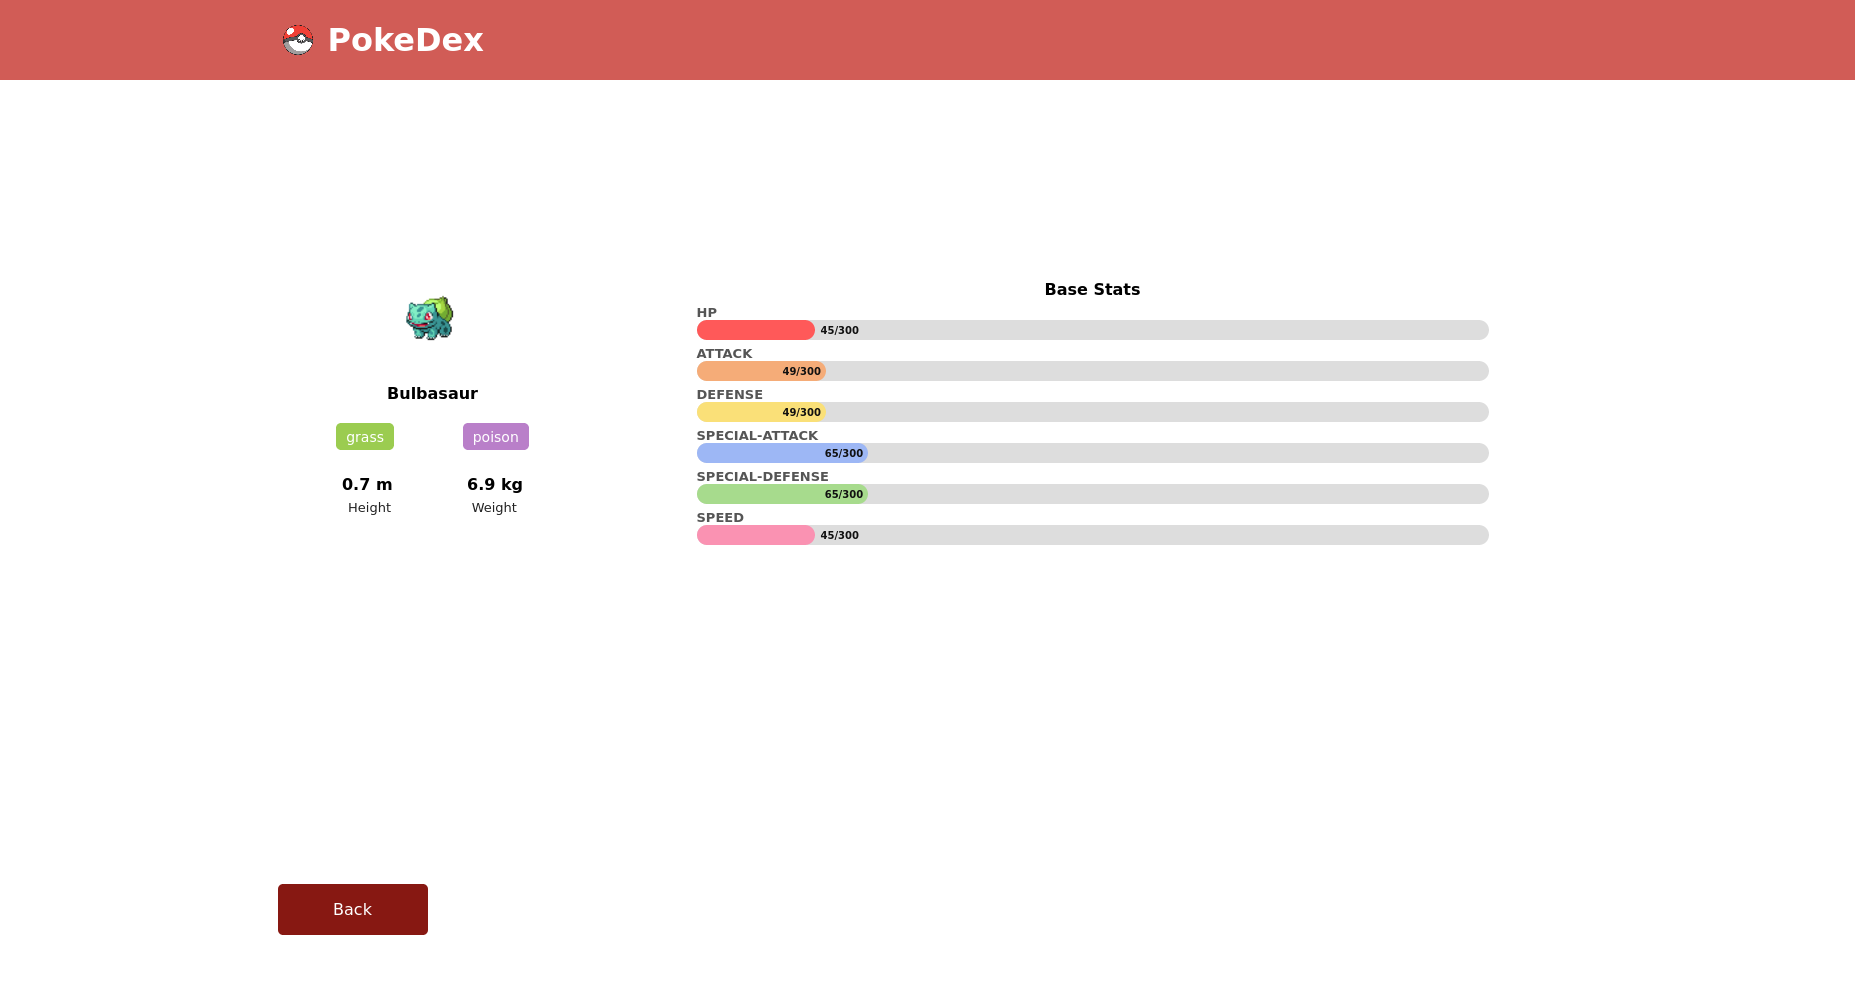 PokeDex
Bulbasaur
grass poison
0.7 m 6.9 kg
Height Weight
Base Stats
HP
45/300
ATTACK
49/300
DEFENSE
49/300
SPECIAL-ATTACK
65/300
SPECIAL-DEFENSE
65/300
SPEED
45/300
Back